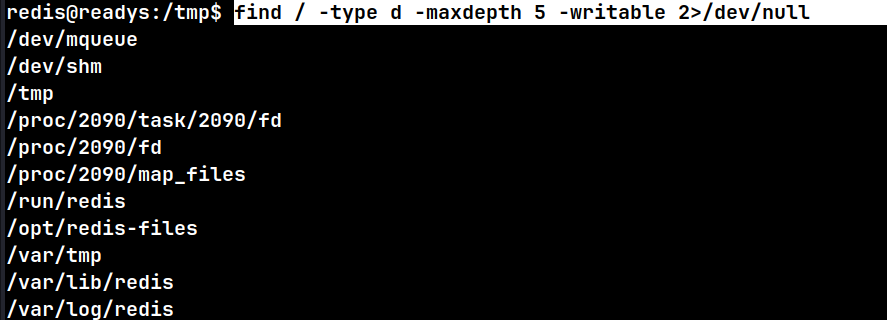 redis@readys:/tmp$ find / -type d -maxdepth 5 -writable 2>/dev/null
/dev/mqueue
/dev/shm
/tmp
/proc/2090/task/2090/fd
/proc/2090/fd
/proc/2090/map_files
/run/redis
/opt/redis-files
/var/tmp
/var/lib/redis
/var/log/redis